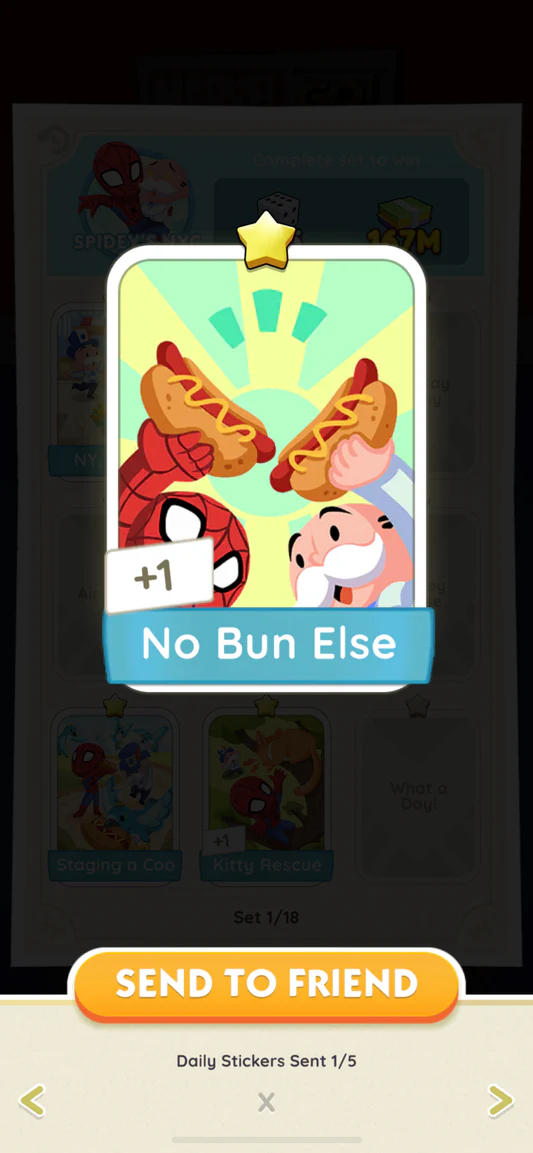 Complete set to win
SPIDEY'S NYC
167M
NY
+1
No Bun Else
Staging a Coo
+1
Kitty Rescue
What a
Day!
Set 1/18
SEND TO FRIEND
Daily Stickers Sent 1/5
X